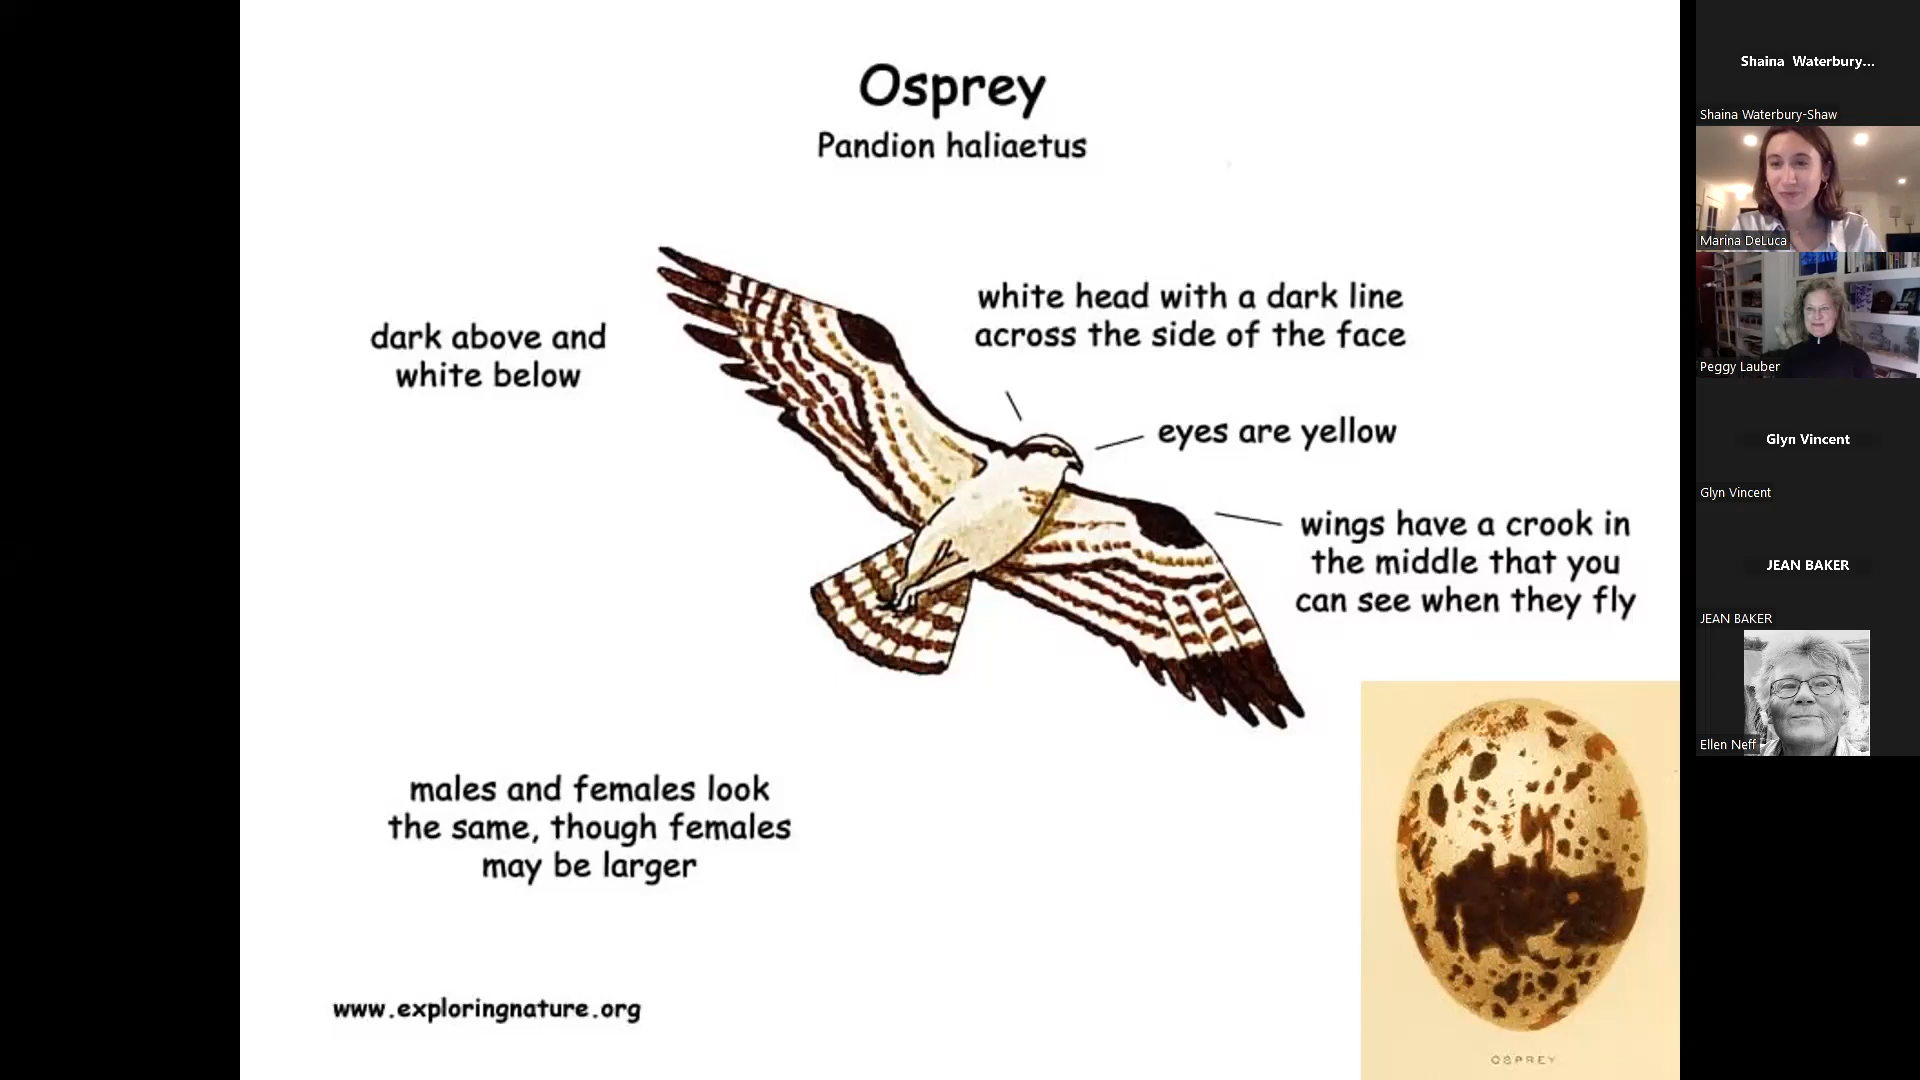 Osprey
Pandion haliaetus
dark above and
white below
white head with a dark line
across the side of the face
eyes are yellow
wings have a crook in
the middle that you
can see when they fly
males and females look
the same, though females
may be larger
www.exploringnature.org
OSPREY
Shaina Waterbury...
Shaina Waterbury-Shaw
Marina DeLuca
Peggy Lauber
Glyn Vincent
Glyn Vincent
JEAN BAKER
JEAN BAKER
Ellen Neff